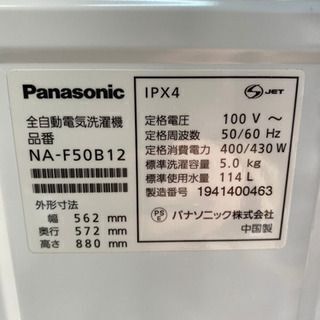 Panasonic
全自動電気洗濯機
品番
NA-F50B12
外形寸法
幅 562 mm
奥行 572 mm
高さ 880 mm
IPX4
S JET
定格電圧 100 V ～
定格周波数 50/60 Hz
定格消費電力 400/430 W
標準洗濯容量 5.0 kg
標準使用水量 114 L
製造番号 1941400463
PS E パナソニック株式会社
中国製